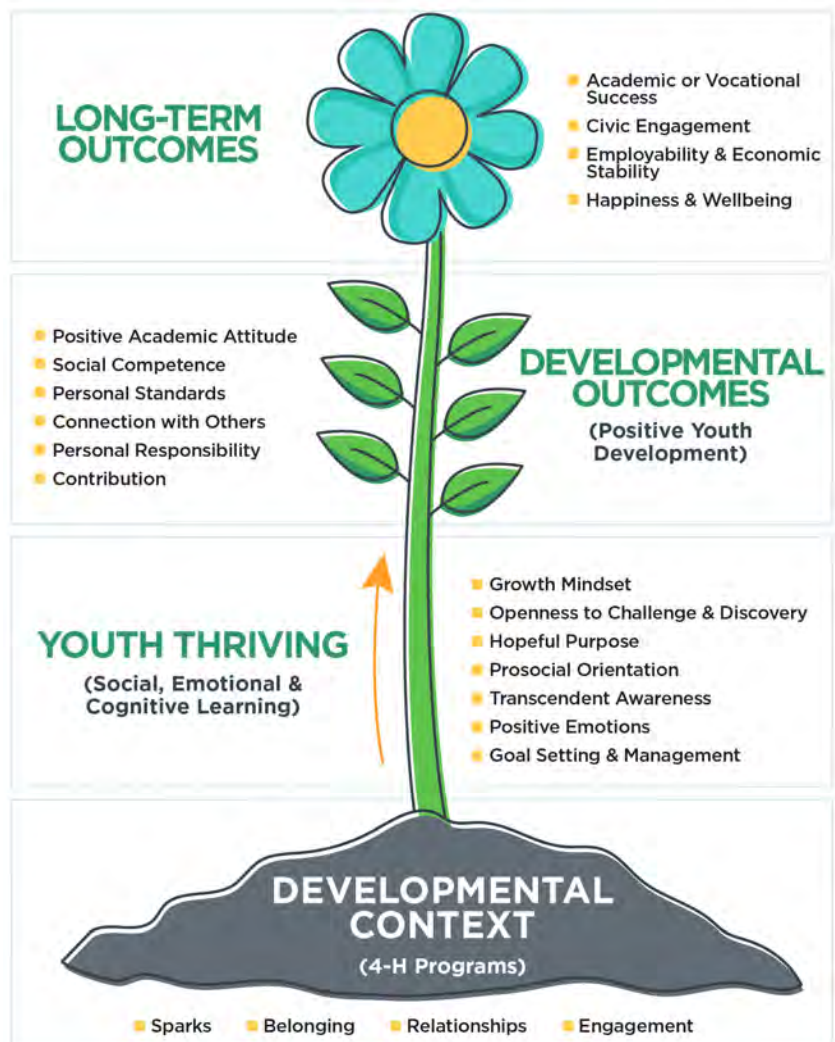 LONG-TERM
OUTCOMES
Academic or Vocational
Success
Civic Engagement
Employability & Economic
Stability
Happiness & Wellbeing
Positive Academic Attitude
Social Competence
Personal Standards
Connection with Others
Personal Responsibility
Contribution
DEVELOPMENTAL
OUTCOMES
(Positive Youth
Development)
YOUTH THRIVING
(Social, Emotional &
Cognitive Learning)
Growth Mindset
Openness to Challenge & Discovery
Hopeful Purpose
Prosocial Orientation
Transcendent Awareness
Positive Emotions
Goal Setting & Management
DEVELOPMENTAL
CONTEXT
(4-H Programs)
Sparks Belonging Relationships Engagement